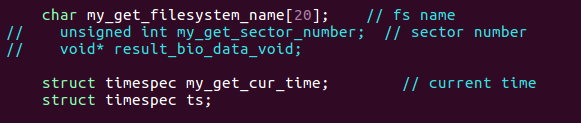 char my_get_filesystem_name[20];    // fs name
//   unsigned int my_get_sector_number;  // sector number
//   void* result_bio_data_void;
struct timespec my_get_cur_time;        // current time
struct timespec ts;